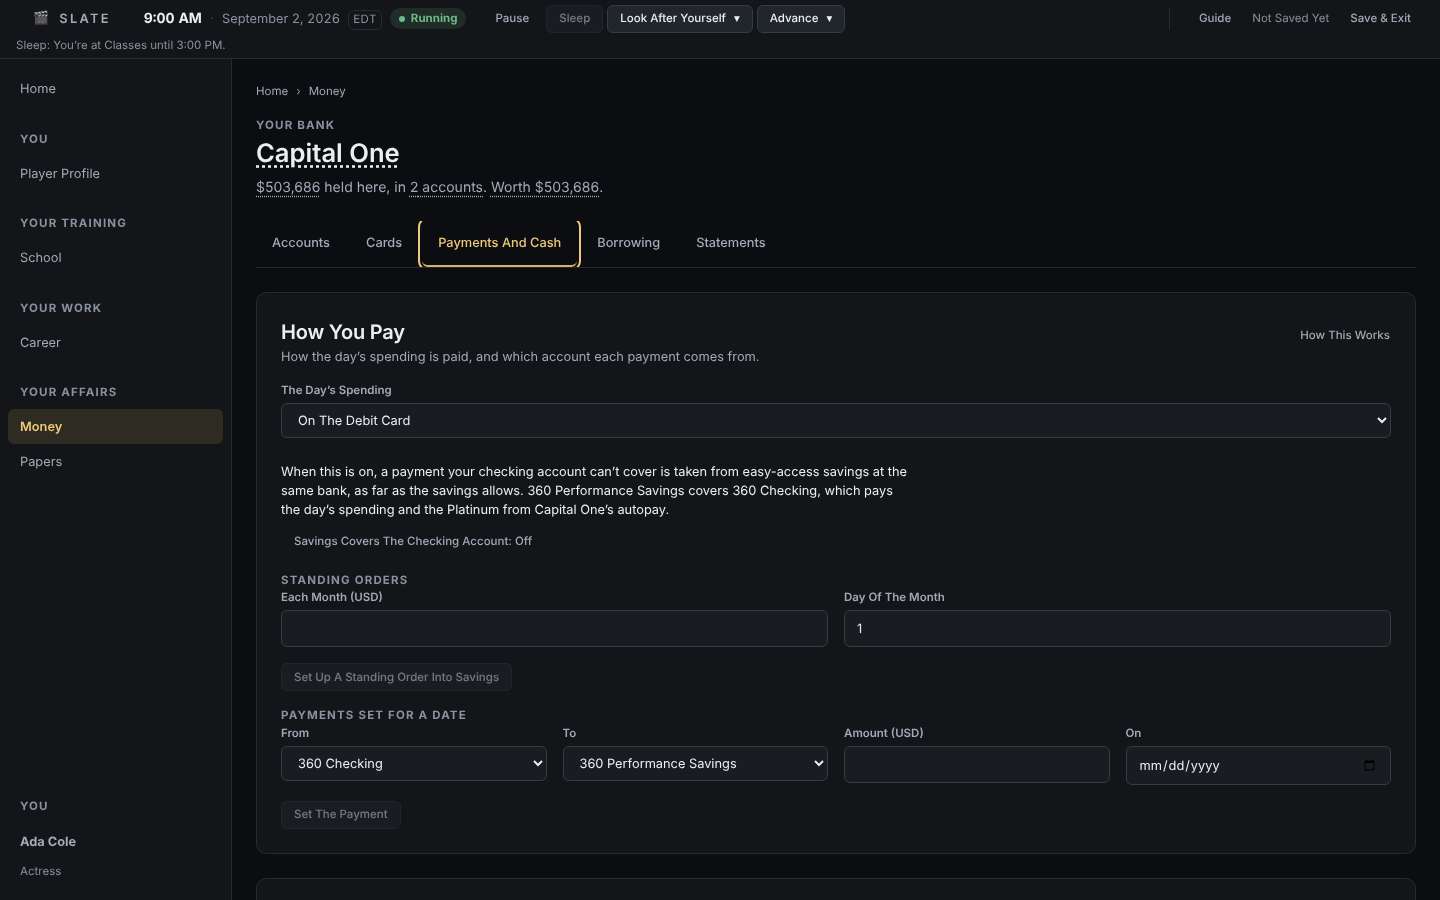 SLATE
9:00 AM · September 2, 2026 EDT Running
Pause
Sleep
Look After Yourself ▾
Advance ▾
Guide
Not Saved Yet
Save & Exit
Sleep: You're at Classes until 3:00 PM.
Home
YOU
Player Profile
YOUR TRAINING
School
YOUR WORK
Career
YOUR AFFAIRS
Money
Papers
YOU
Ada Cole
Actress
Home › Money
YOUR BANK
Capital One
$503,686 held here, in 2 accounts. Worth $503,686.
Accounts
Cards
Payments And Cash
Borrowing
Statements
How You Pay
How This Works
How the day’s spending is paid, and which account each payment comes from.
The Day’s Spending
On The Debit Card
When this is on, a payment your checking account can’t cover is taken from easy-access savings at the
same bank, as far as the savings allows. 360 Performance Savings covers 360 Checking, which pays
the day’s spending and the Platinum from Capital One’s autopay.
Savings Covers The Checking Account: Off
STANDING ORDERS
Each Month (USD)
Day Of The Month
1
Set Up A Standing Order Into Savings
PAYMENTS SET FOR A DATE
From
To
Amount (USD)
On
360 Checking
360 Performance Savings
mm/dd/yyyy
Set The Payment